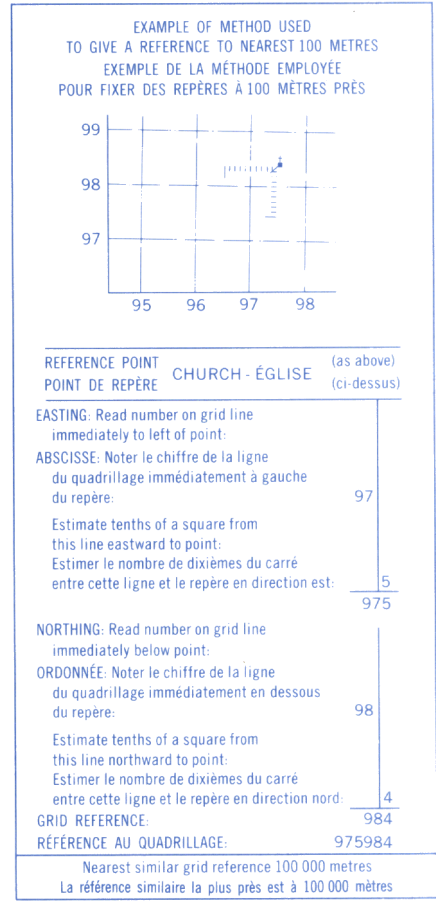 EXAMPLE OF METHOD USED
TO GIVE A REFERENCE TO NEAREST 100 METRES
EXEMPLE DE LA MÉTHODE EMPLOYÉE
POUR FIXER DES REPÈRES À 100 MÈTRES PRÈS
99
98
97
95 96 97 98
REFERENCE POINT
POINT DE REPÈRE
CHURCH - ÉGLISE
(as above)
(ci-dessus)
EASTING: Read number on grid line
immediately to left of point:
ABSCISSE: Noter le chiffre de la ligne
du quadrillage immédiatement à gauche
du repère: 97
Estimate tenths of a square from
this line eastward to point:
Estimer le nombre de dixièmes du carré
entre cette ligne et le repère en direction est: 5
975
NORTHING: Read number on grid line
immediately below point:
ORDONNÉE: Noter le chiffre de la ligne
du quadrillage immédiatement en dessous
du repère: 98
Estimate tenths of a square from
this line northward to point:
Estimer le nombre de dixièmes du carré
entre cette ligne et le repère en direction nord: 4
GRID REFERENCE: 984
RÉFÉRENCE AU QUADRILLAGE: 975984
Nearest similar grid reference 100 000 metres
La référence similaire la plus près est à 100 000 mètres